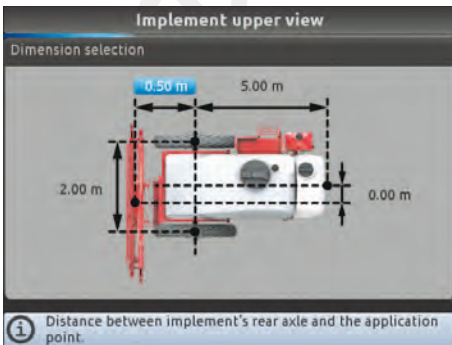 Implement upper view
Dimension selection
0.50 m
5.00 m
2.00 m
0.00 m
Distance between implement's rear axle and the application
point.